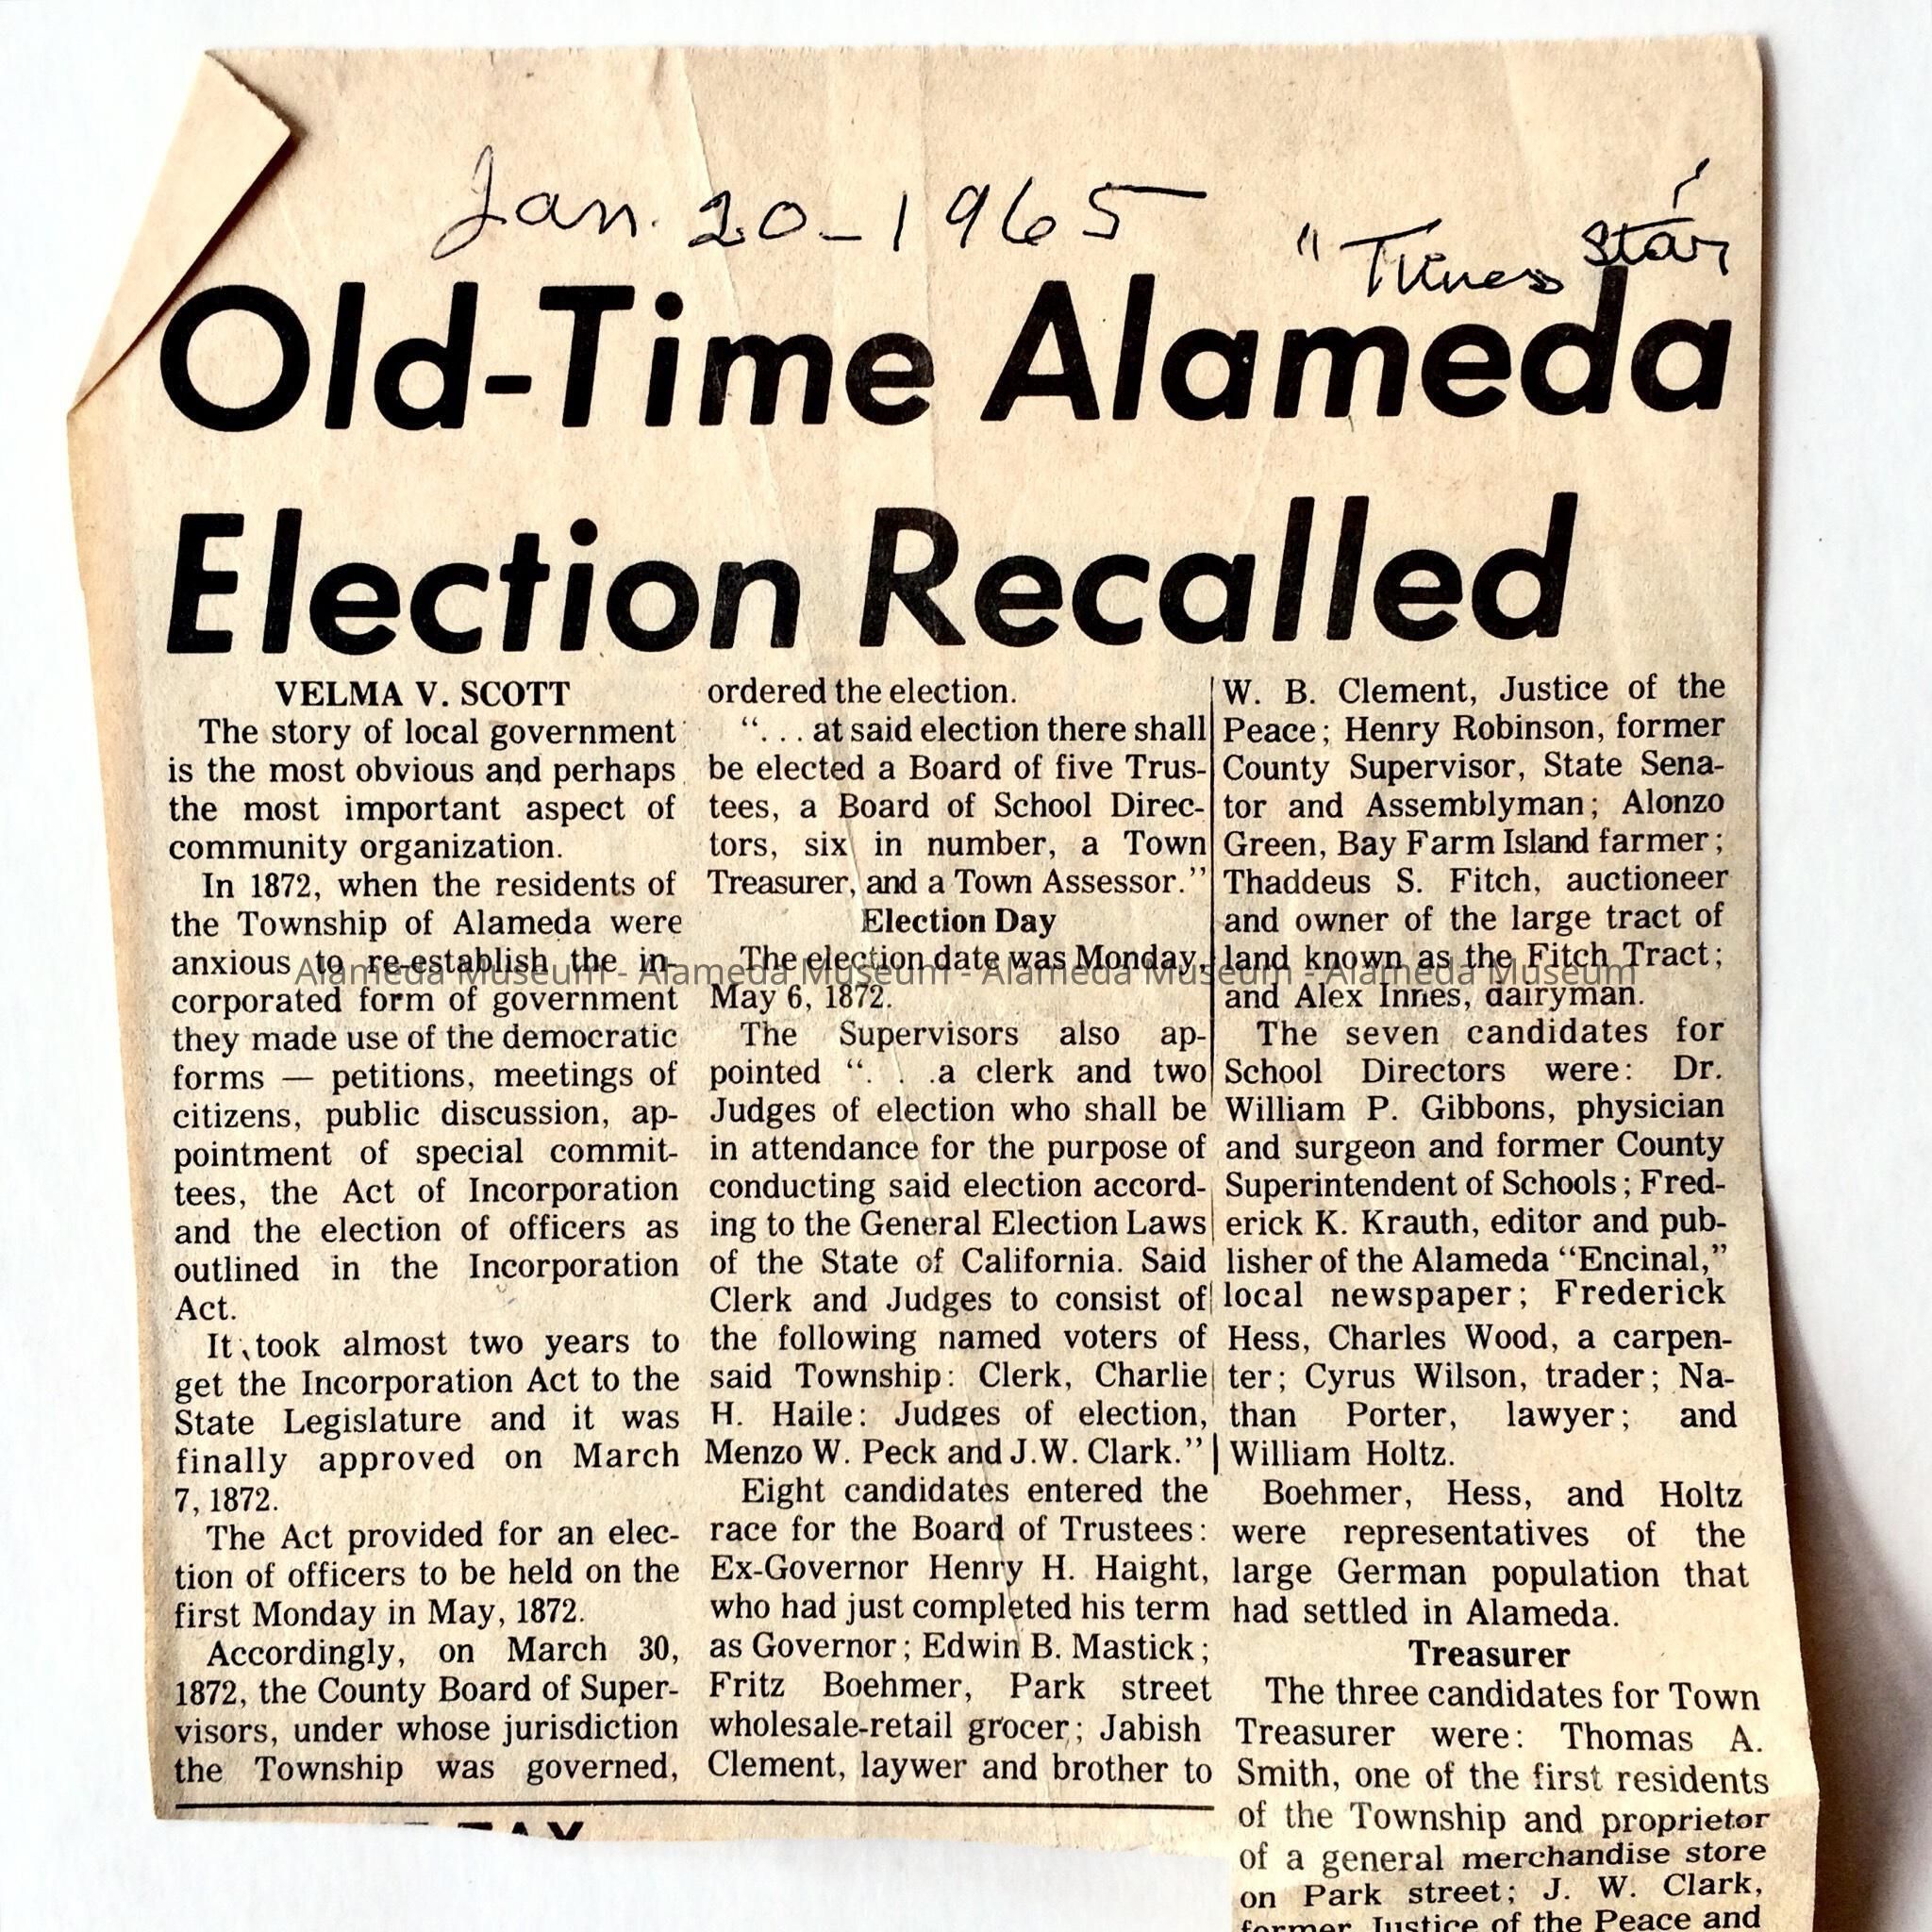 Jan. 20-1965
"Times Star
Old-Time Alameda
Election Recalled
VELMA V. SCOTT
The story of local government
is the most obvious and perhaps
the most important aspect of
community organization.
In 1872, when the residents of
the Township of Alameda were
anxious to re-establish the in-
corporated form of government
they made use of the democratic
forms — petitions, meetings of
citizens, public discussion, ap-
pointment of special commit-
tees, the Act of Incorporation
and the election of officers as
outlined in the Incorporation
Act.
It took almost two years to
get the Incorporation Act to the
State Legislature and it was
finally approved on March
7, 1872.
The Act provided for an elec-
tion of officers to be held on the
first Monday in May, 1872.
Accordingly, on March 30,
1872, the County Board of Super-
visors, under whose jurisdiction
the Township was governed,
ordered the election.
". . . at said election there shall
be elected a Board of five Trus-
tees, a Board of School Direc-
tors, six in number, a Town
Treasurer, and a Town Assessor."
Election Day
The election date was Monday,
May 6, 1872.
The Supervisors also ap-
pointed ". . .a clerk and two
Judges of election who shall be
in attendance for the purpose of
conducting said election accord-
ing to the General Election Laws
of the State of California. Said
Clerk and Judges to consist of
the following named voters of
said Township: Clerk, Charlie
H. Haile: Judges of election,
Menzo W. Peck and J.W. Clark."
Eight candidates entered the
race for the Board of Trustees:
Ex-Governor Henry H. Haight,
who had just completed his term
as Governor; Edwin B. Mastick;
Fritz Boehmer, Park street
wholesale-retail grocer; Jabish
Clement, laywer and brother to
W. B. Clement, Justice of the
Peace; Henry Robinson, former
County Supervisor, State Sena-
tor and Assemblyman; Alonzo
Green, Bay Farm Island farmer;
Thaddeus S. Fitch, auctioneer
and owner of the large tract of
land known as the Fitch Tract;
and Alex Innes, dairyman.
The seven candidates for
School Directors were: Dr.
William P. Gibbons, physician
and surgeon and former County
Superintendent of Schools; Fred-
erick K. Krauth, editor and pub-
lisher of the Alameda "Encinal,"
local newspaper; Frederick
Hess, Charles Wood, a carpen-
ter; Cyrus Wilson, trader; Na-
than Porter, lawyer; and
William Holtz.
Boehmer, Hess, and Holtz
were representatives of the
large German population that
had settled in Alameda.
Treasurer
The three candidates for Town
Treasurer were: Thomas A.
Smith, one of the first residents
of the Township and proprietor
of a general merchandise store
on Park street; J. W. Clark,
former Justice of the Peace and
Alameda Museum - Alameda Museum - Alameda Museum - Alameda Museum